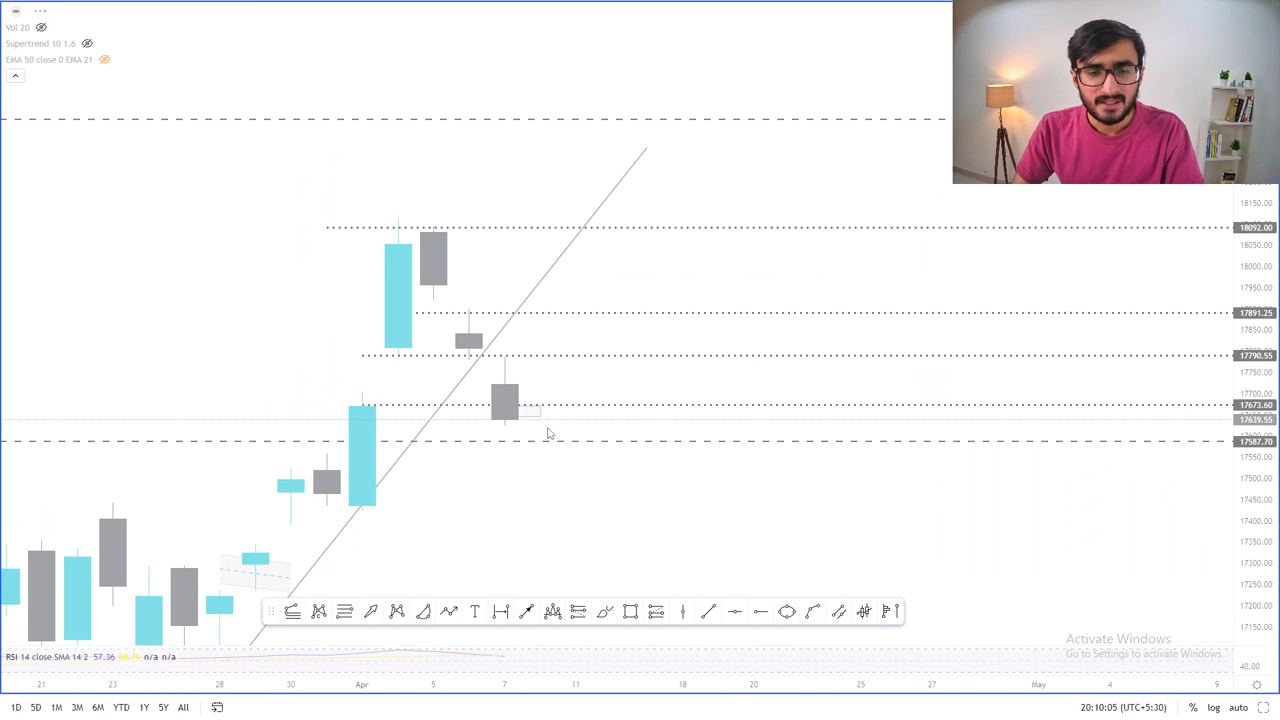 Vol 20
Supertrend 10 1.6
EMA 50 close 0 EMA 21
18150.00
18092.00
18050.00
18000.00
17950.00
17891.25
17850.00
17790.55
17750.00
17700.00
17673.60
17639.55
17587.70
17550.00
17500.00
17450.00
17400.00
17350.00
17300.00
17250.00
17200.00
17150.00
T
Activate Windows
Go to Settings to activate Windows.
RSI 14 close SMA 14 2 57.36 n/a n/a
40.00
21 23 28 30 Apr 5 7 11 18 20 25 27 May 4 9
1D 5D 1M 3M 6M YTD 1Y 5Y All 20:10:05 (UTC+5:30) % log auto